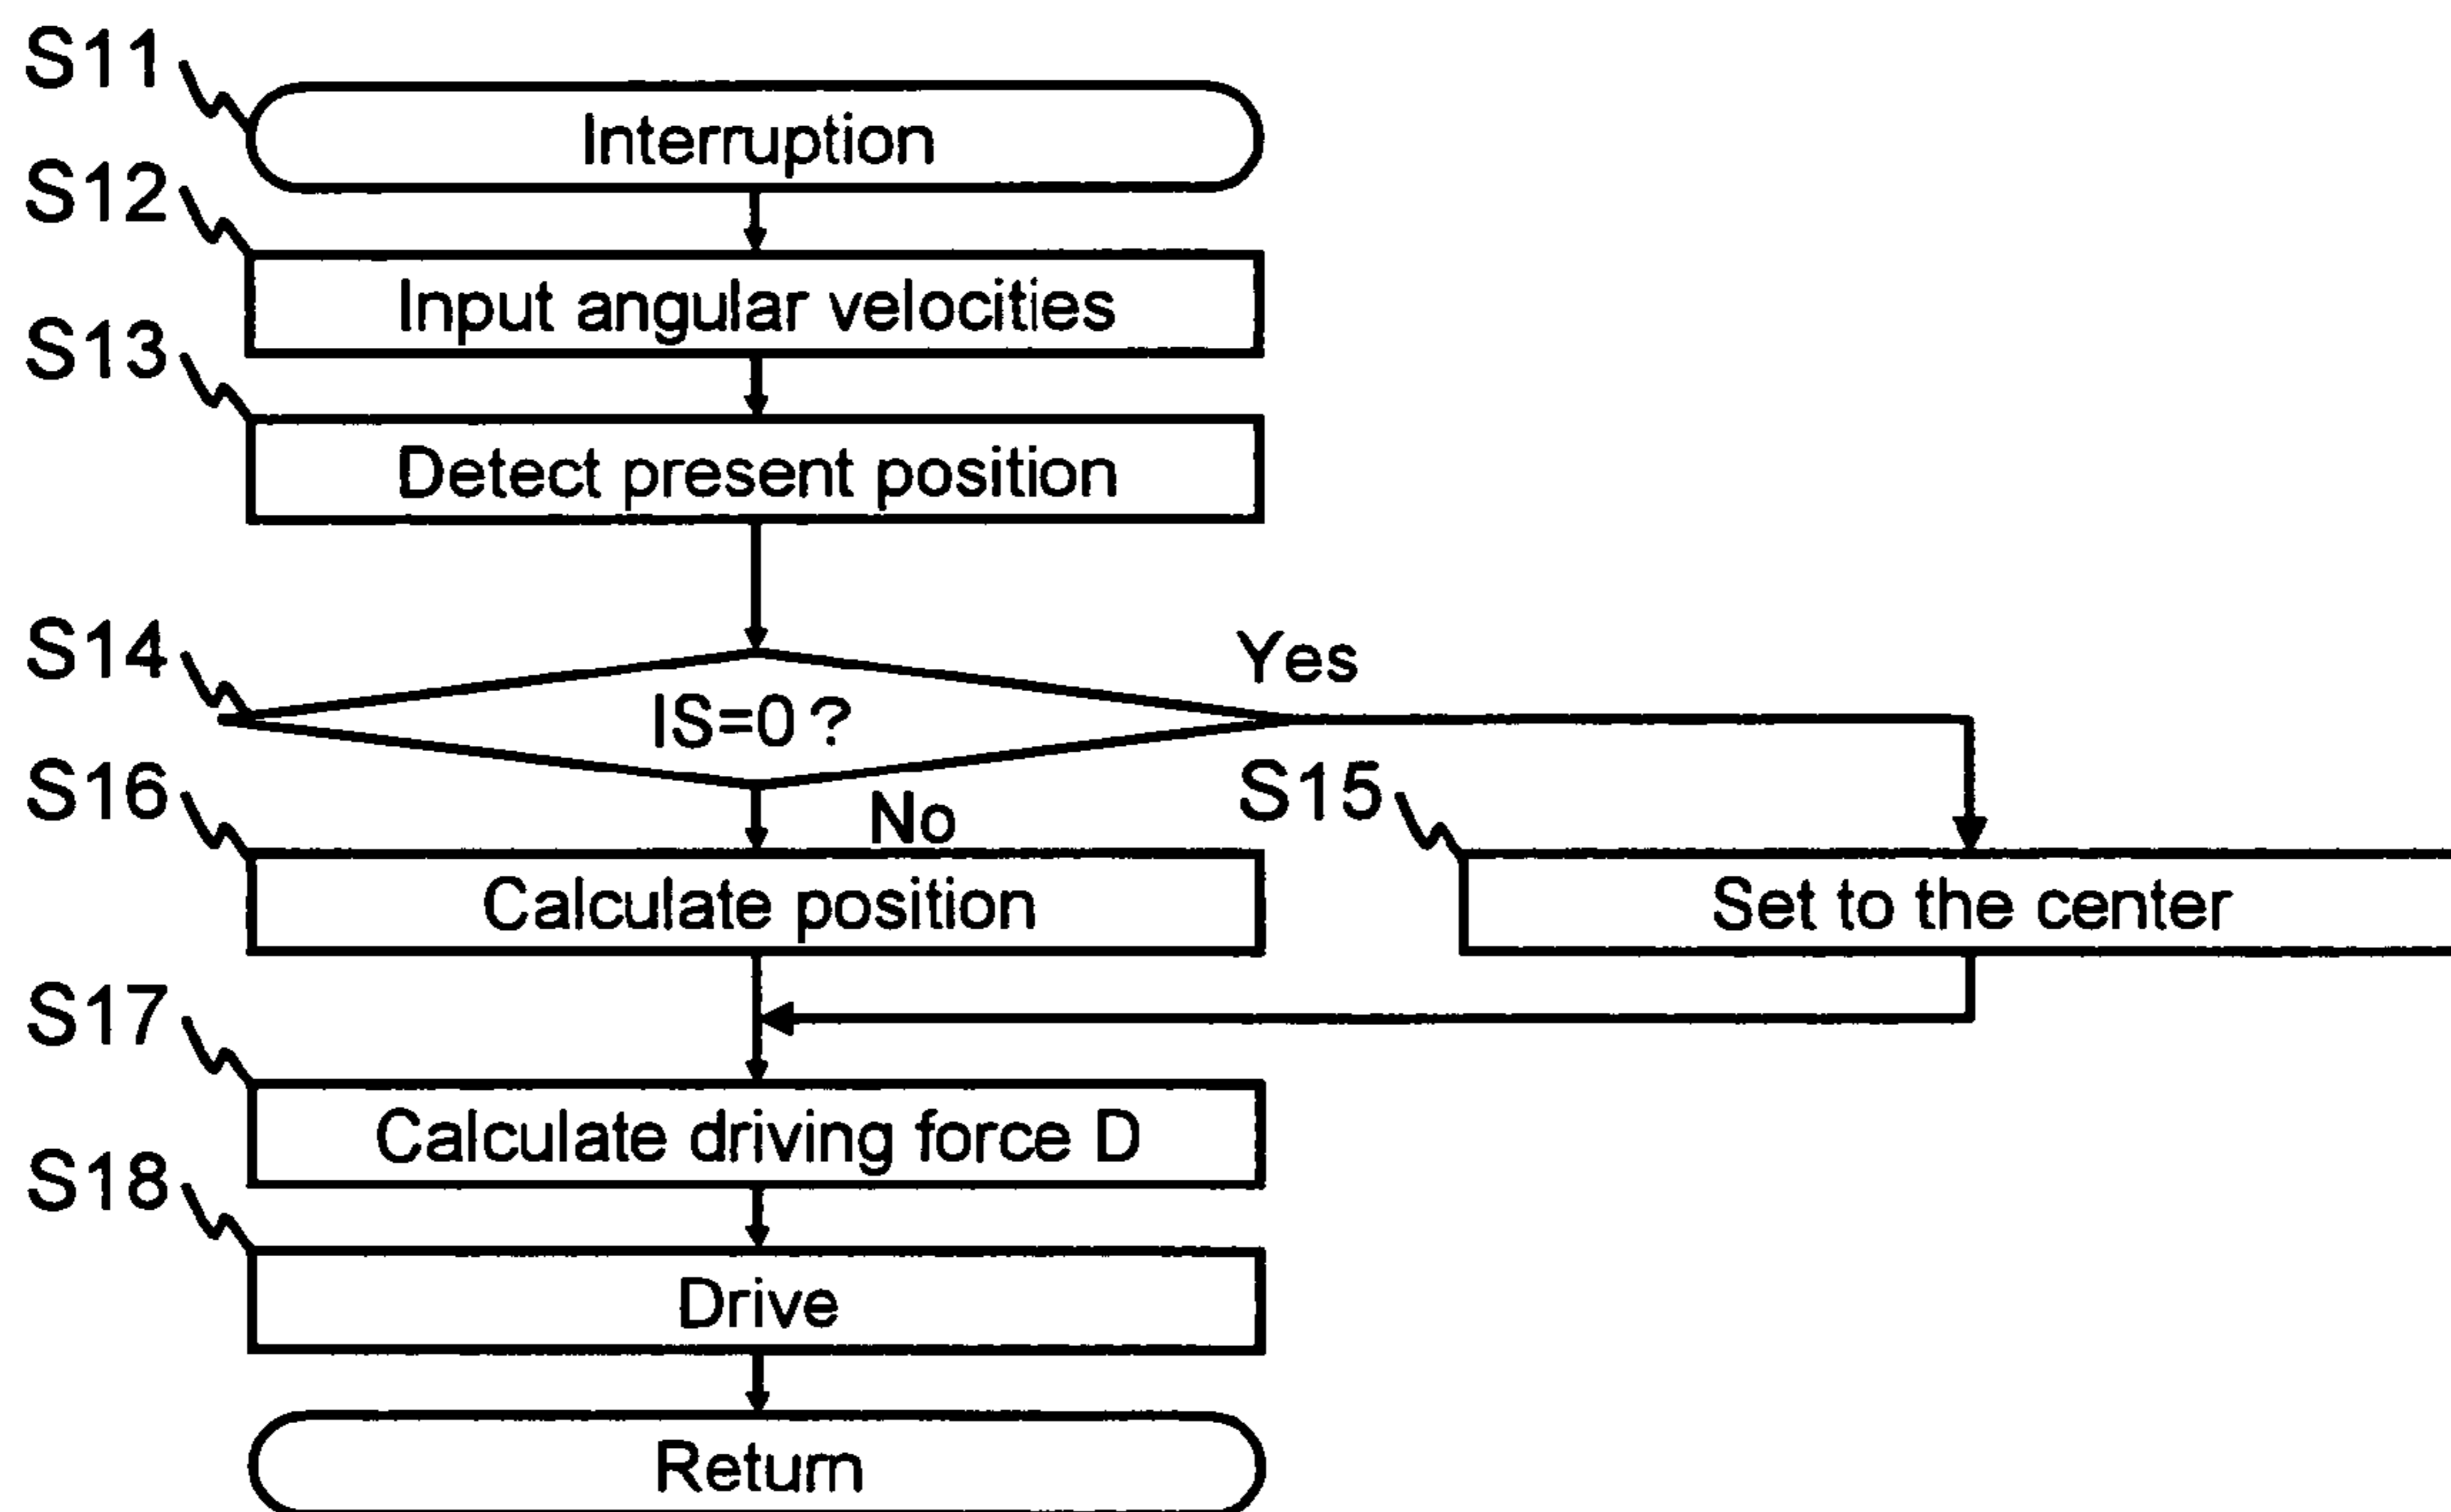 S11
Interruption
S12
Input angular velocities
S13
Detect present position
S14
IS=0?
Yes
No
S16
Calculate position
S15
Set to the center
S17
Calculate driving force D
S18
Drive
Return